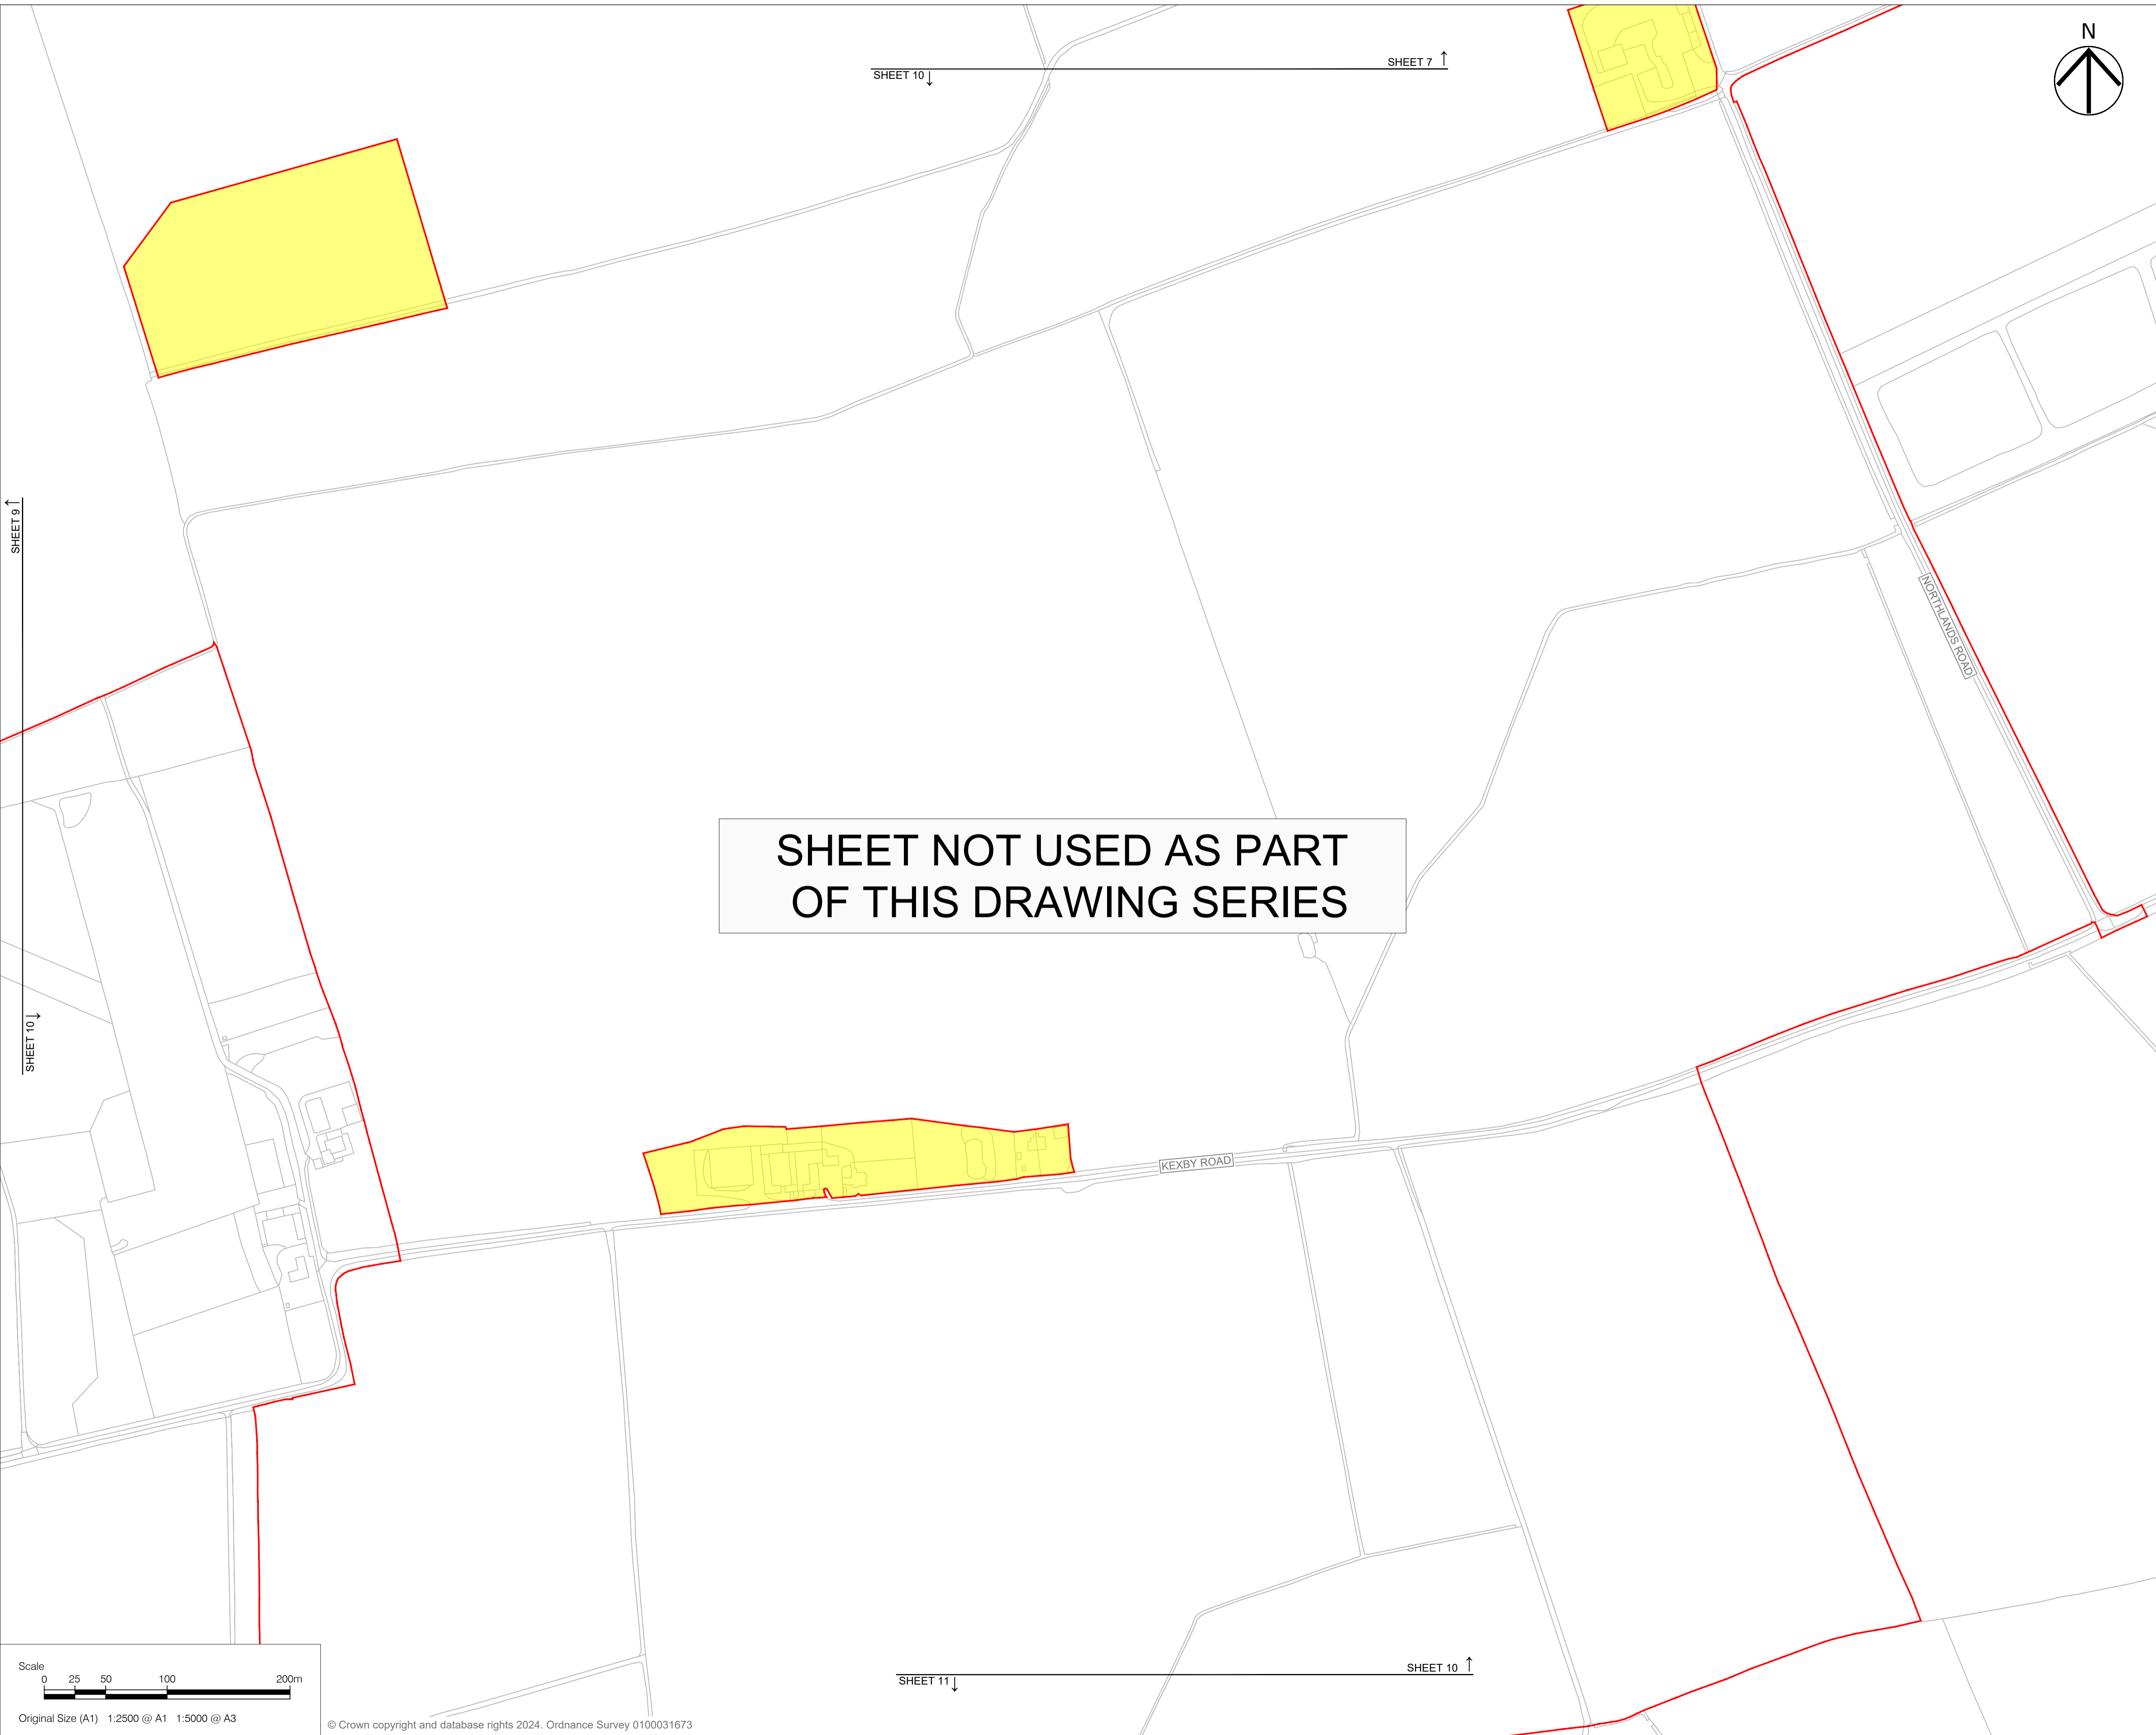 N
SHEET 7 ↑
SHEET 10 ↓
SHEET 9 ↑
NORTHLANDS ROAD
SHEET NOT USED AS PART
OF THIS DRAWING SERIES
SHEET 10 ↓
KEXBY ROAD
SHEET 10 ↑
SHEET 11 ↓
Scale
0 25 50 100 200m
Original Size (A1) 1:2500 @ A1 1:5000 @ A3
© Crown copyright and database rights 2024. Ordnance Survey 0100031673